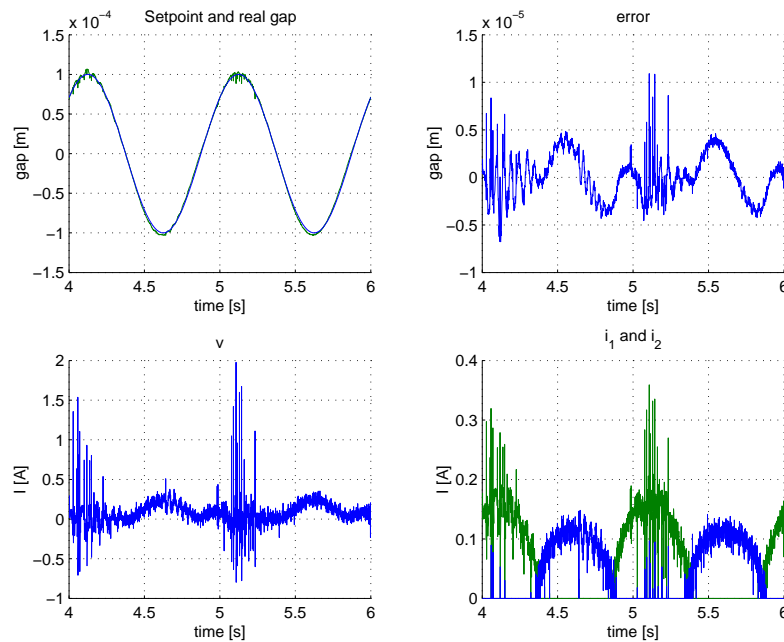 Setpoint and real gap
x 10⁻⁴
1.5
1
0.5
0
−0.5
−1
−1.5
gap [m]
4 4.5 5 5.5 6
time [s]
error
x 10⁻⁵
1
0.5
0
−0.5
−1
gap [m]
4 4.5 5 5.5 6
time [s]
v
2
1.5
1
0.5
0
−0.5
−1
I [A]
4 4.5 5 5.5 6
time [s]
i₁ and i₂
0.4
0.3
0.2
0.1
0
I [A]
4 4.5 5 5.5 6
time [s]